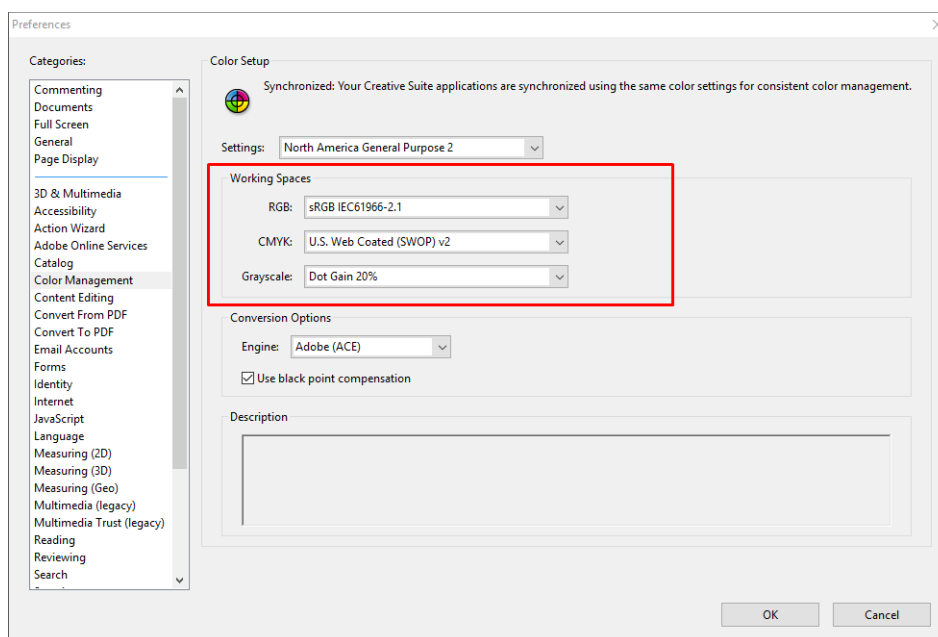 Preferences
Categories:
Commenting
Documents
Full Screen
General
Page Display
3D & Multimedia
Accessibility
Action Wizard
Adobe Online Services
Catalog
Color Management
Content Editing
Convert From PDF
Convert To PDF
Email Accounts
Forms
Identity
Internet
JavaScript
Language
Measuring (2D)
Measuring (3D)
Measuring (Geo)
Multimedia (legacy)
Multimedia Trust (legacy)
Reading
Reviewing
Search
Color Setup
Synchronized: Your Creative Suite applications are synchronized using the same color settings for consistent color management.
Settings: North America General Purpose 2
Working Spaces
RGB: sRGB IEC61966-2.1
CMYK: U.S. Web Coated (SWOP) v2
Grayscale: Dot Gain 20%
Conversion Options
Engine: Adobe (ACE)
Use black point compensation
Description
OK Cancel